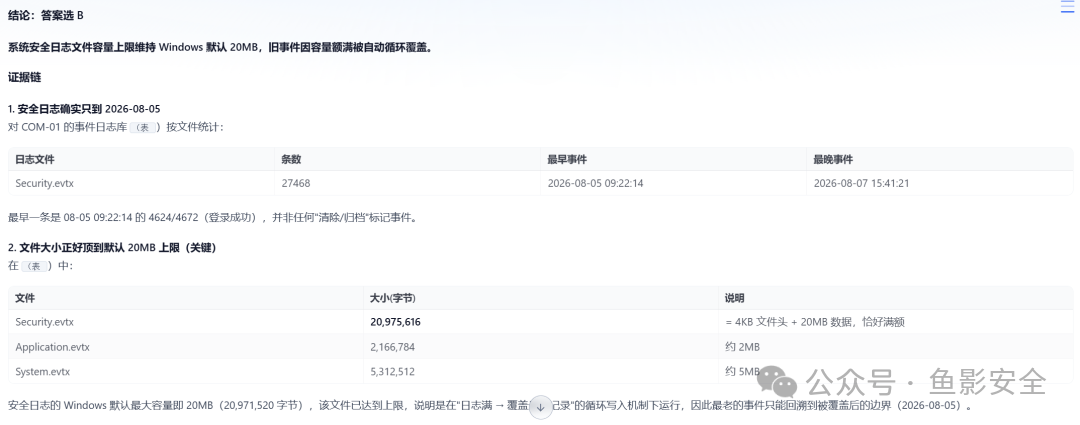 结论：答案选 B
系统安全日志文件容量上限维持 Windows 默认 20MB，旧事件因容量额满被自动循环覆盖。
证据链
1. 安全日志确实只到 2026-08-05
对 COM-01 的事件日志库（表）按文件统计：
日志文件 条数 最早事件 最晚事件
Security.evtx 27468 2026-08-05 09:22:14 2026-08-07 15:41:21
最早一条是 08-05 09:22:14 的 4624/4672（登录成功），并非任何"清除/归档"标记事件。
2. 文件大小正好顶到默认 20MB 上限（关键）
在（表）中：
文件 大小(字节) 说明
Security.evtx 20,975,616 = 4KB 文件头 + 20MB 数据，恰好满额
Application.evtx 2,166,784 约 2MB
System.evtx 5,312,512 约 5MB
公众号 · 鱼影安全
安全日志的 Windows 默认最大容量即 20MB（20,971,520 字节），该文件已达到上限，说明是在"日志满 → 覆盖记录"的循环写入机制下运行，因此最老的事件只能回溯到被覆盖后的边界（2026-08-05）。